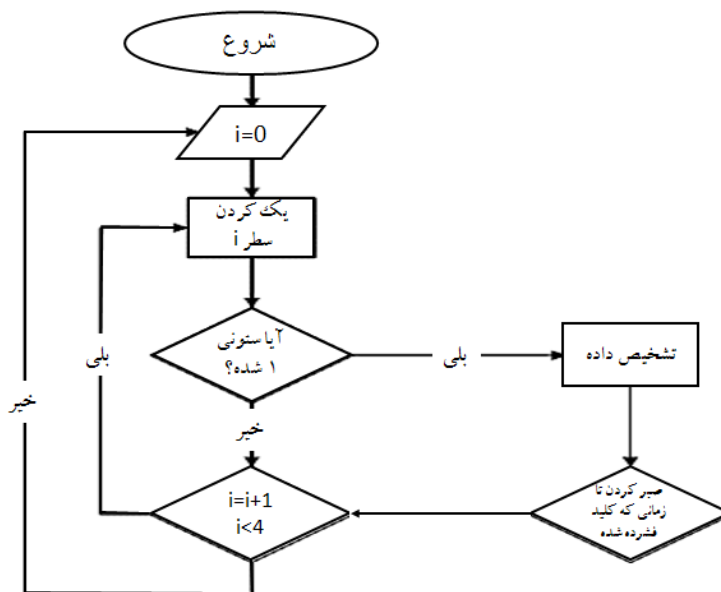 شروع
i=0
یک کردن
سطر i
آیا ستونی
۱ شده؟
بلی
تشخیص داده
بلی
خیر
خیر
i=i+1
i<4
صبر کردن تا
زمانی که کلید
فشرده شده